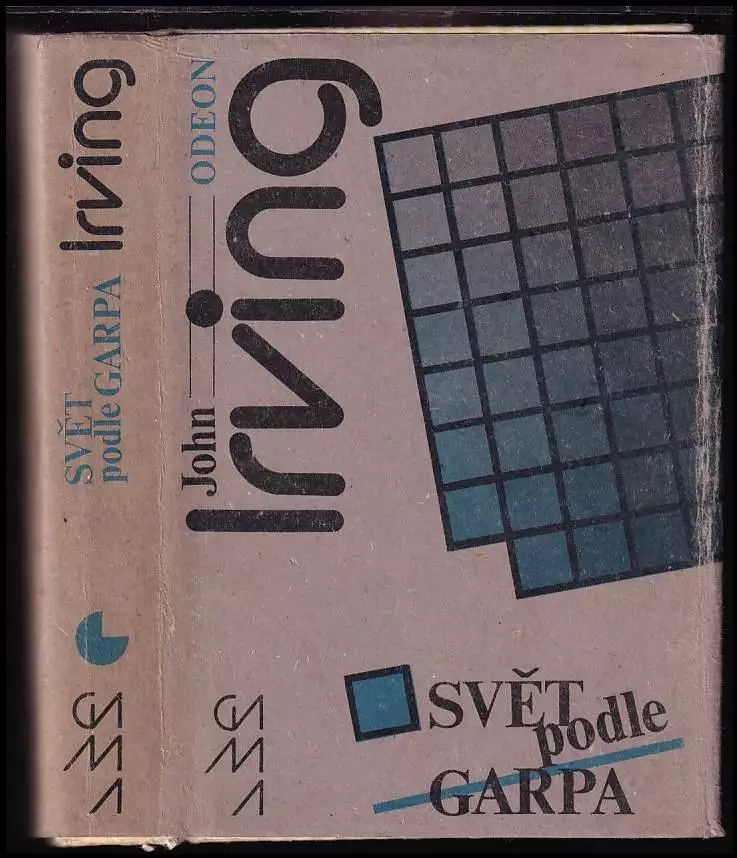 SVĚT
podle GARPA
Irving
John
ODEON
Irving
SVĚT
podle
GARPA